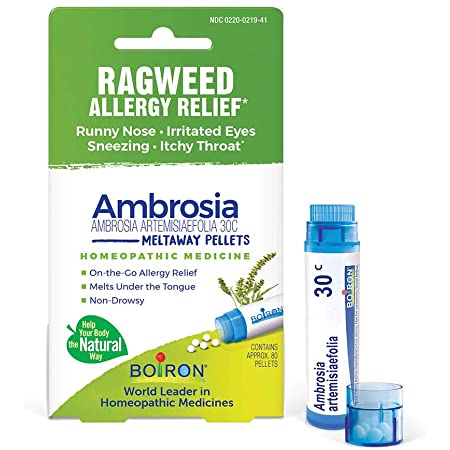 NDC 0220-0219-41
RAGWEED
ALLERGY RELIEF*
Runny Nose • Irritated Eyes
Sneezing • Itchy Throat*
Ambrosia
AMBROSIA ARTEMISIAEFOLIA 30C
MELTAWAY PELLETS
HOMEOPATHIC MEDICINE
• On-the-Go Allergy Relief
• Melts Under the Tongue
• Non-Drowsy
Help
Your Body
the Natural
Way
CONTAINS
APPROX. 80
PELLETS
BOIRON®
World Leader in
Homeopathic Medicines
30 C
BOIRON®
Ambrosia
artemisiaefolia